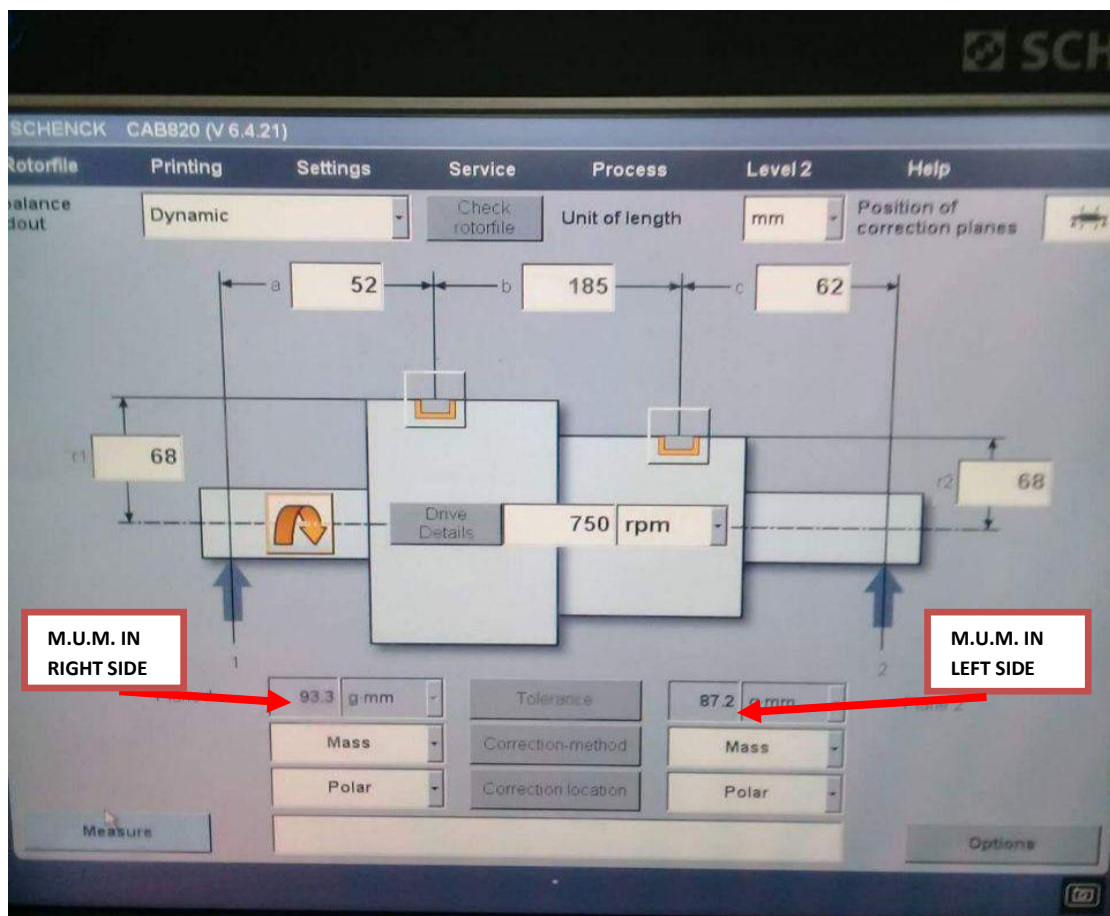 SCH
SCHENCK CAB820 (V 6.4.21)
Rotorfile Printing Settings Service Process Level 2 Help
Dynamic
Check rotorfile
Unit of length
mm
Position of
correction planes
a 52 b 185 c 62
r1 68
r2 68
Drive
Details
750 rpm
M.U.M. IN
RIGHT SIDE
M.U.M. IN
LEFT SIDE
1
2
93.3 g mm Tolerance 87.2 g mm Plane 2
Mass Correction-method Mass
Polar Correction location Polar
Measure Options